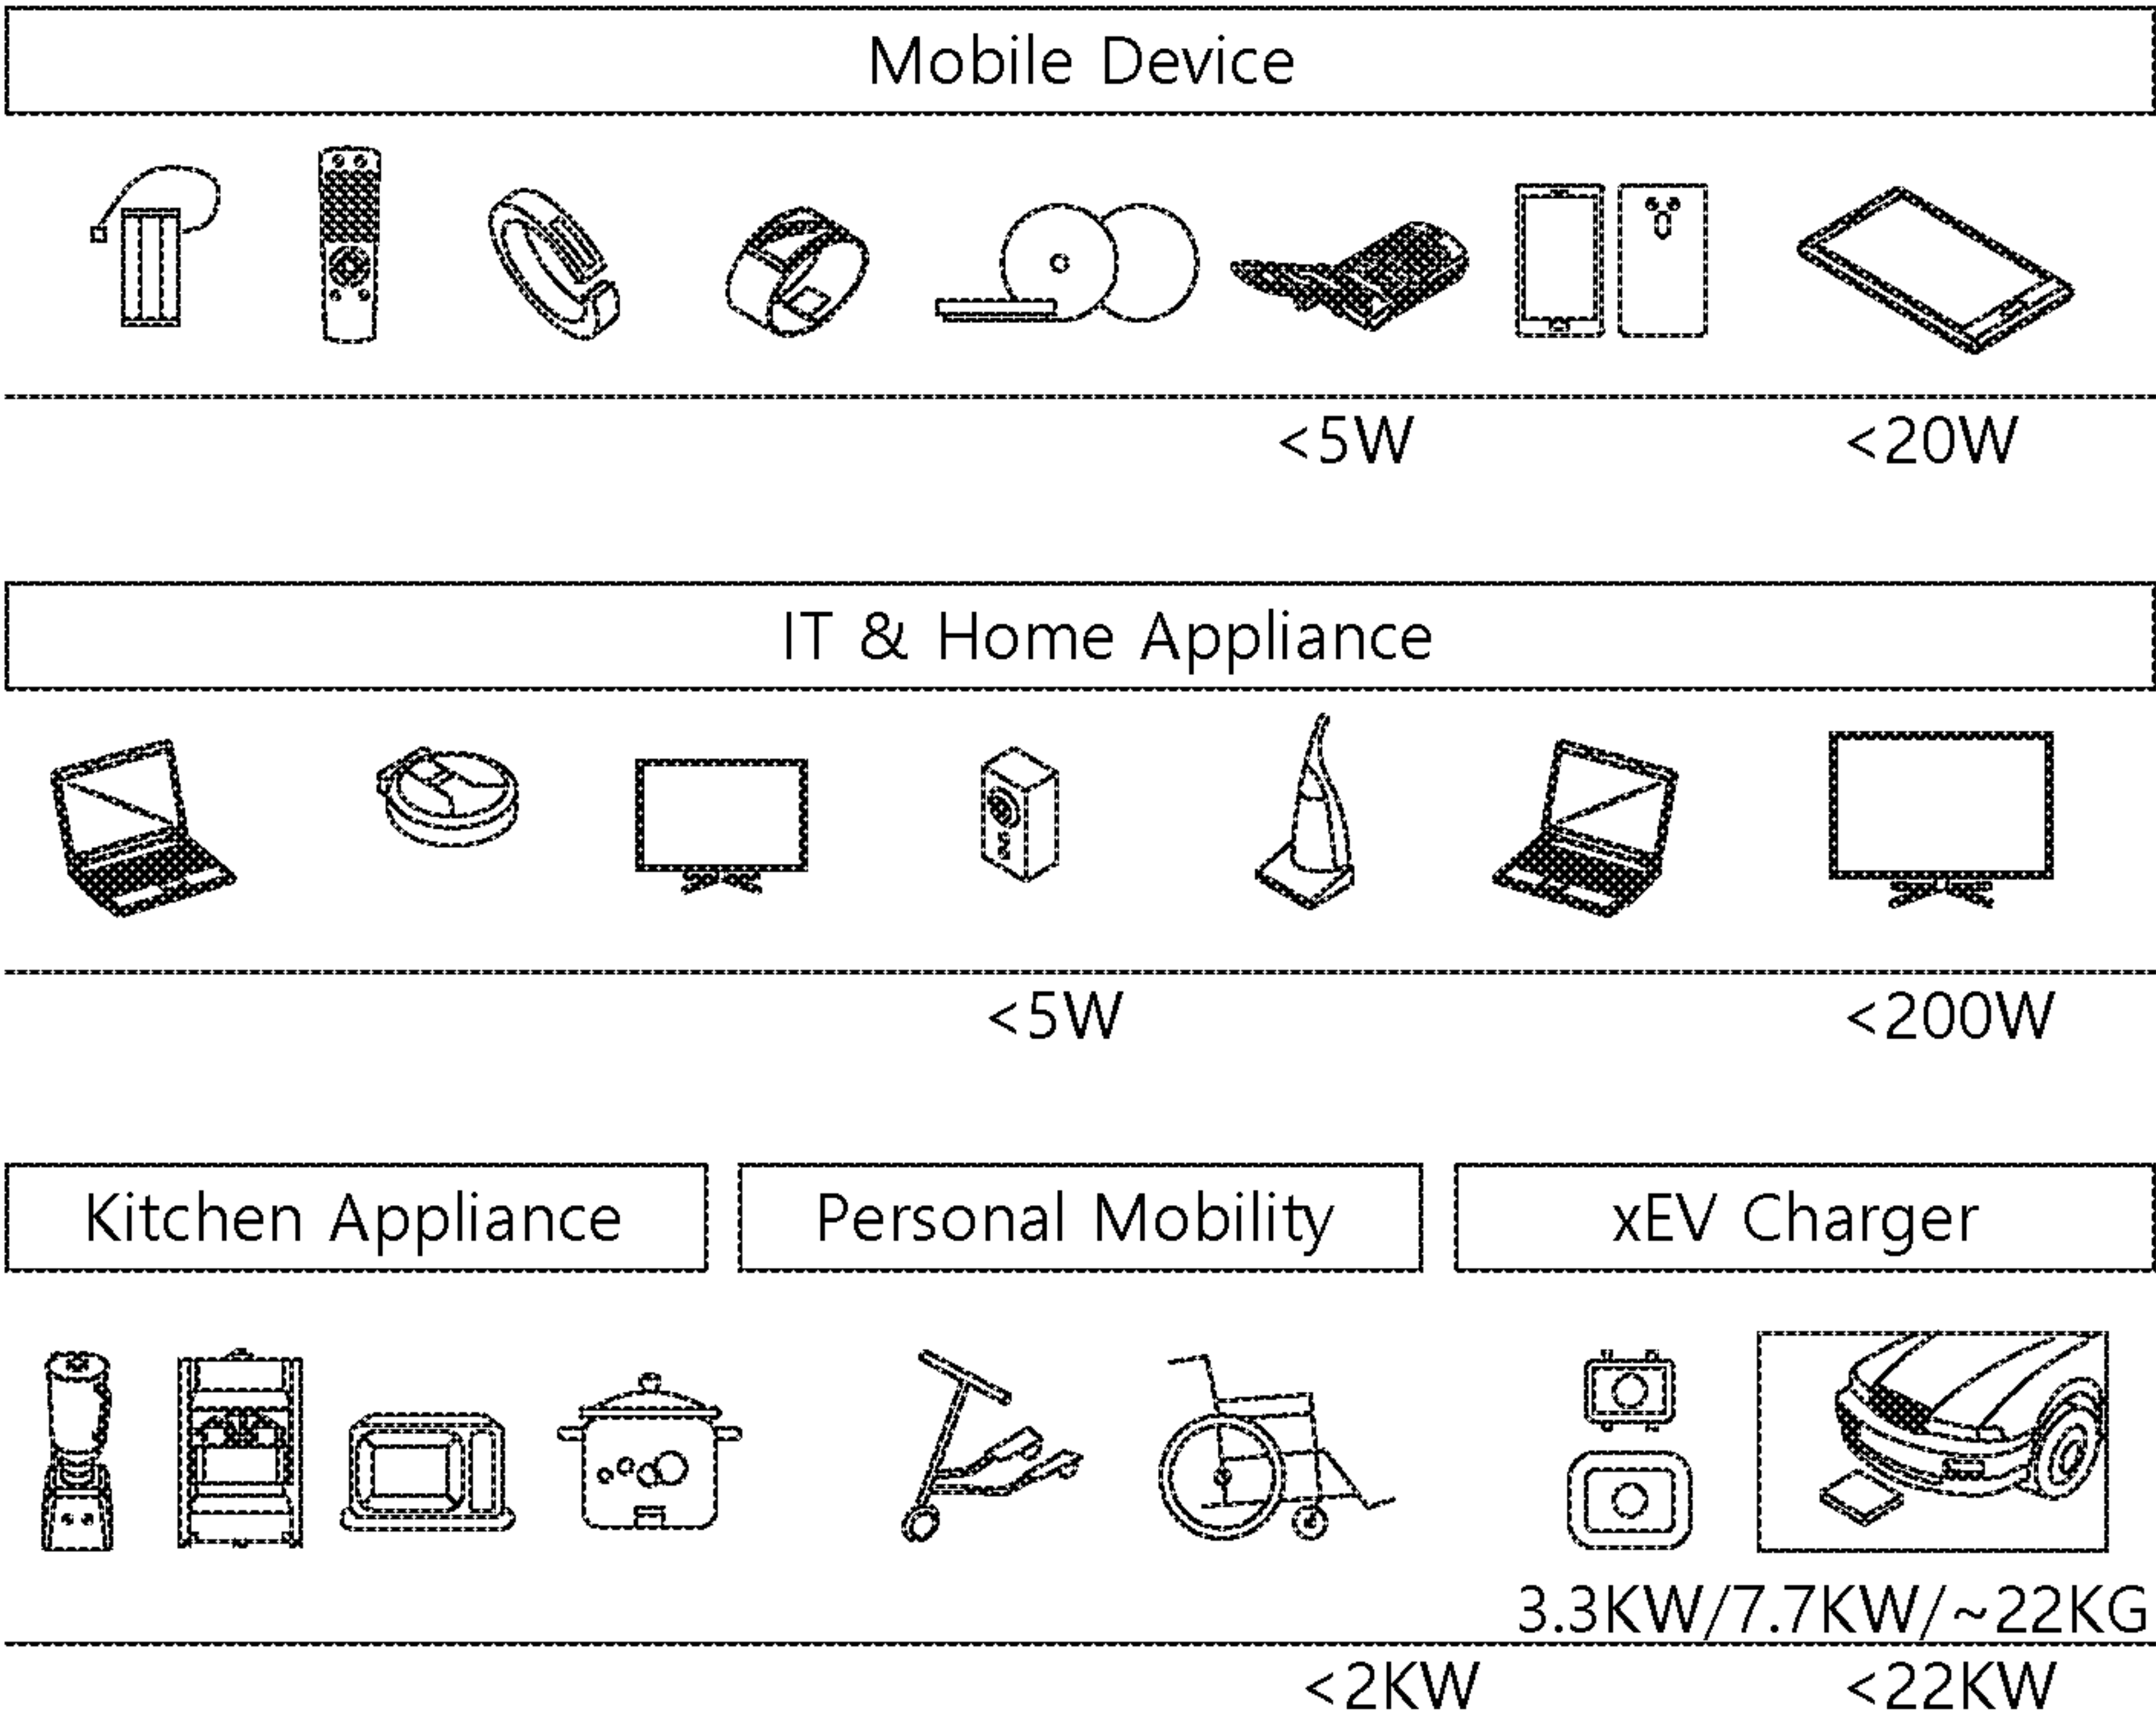 Mobile Device
<5W
<20W
IT & Home Appliance
<5W
<200W
Kitchen Appliance
Personal Mobility
xEV Charger
3.3KW/7.7KW/~22KG
<2KW
<22KW